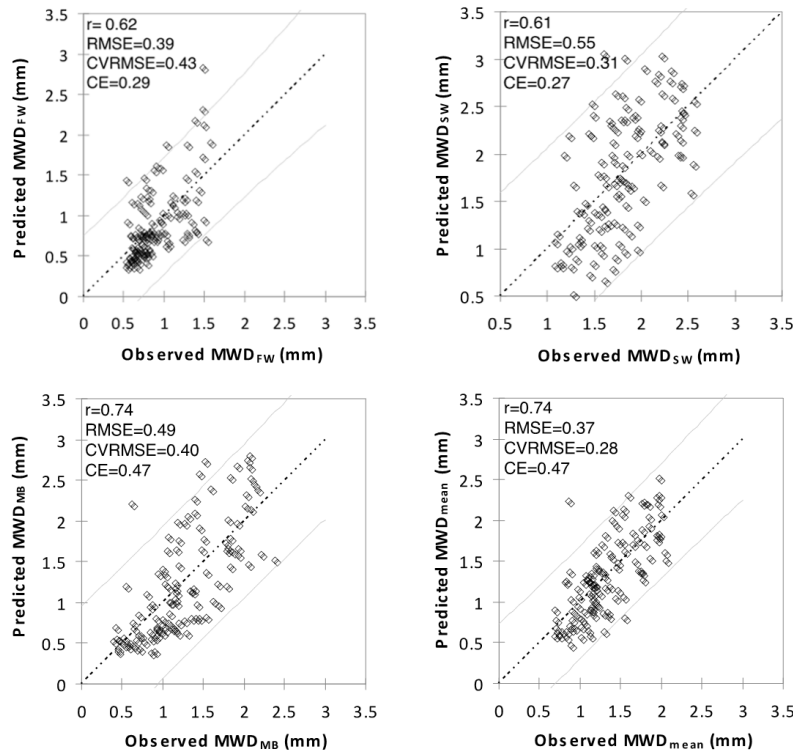 r= 0.62
RMSE=0.39
CVRMSE=0.43
CE=0.29
Predicted MWD_FW (mm)
3.5
3
2.5
2
1.5
1
0.5
0
0 0.5 1 1.5 2 2.5 3 3.5
Observed MWD_FW (mm)
r=0.61
RMSE=0.55
CVRMSE=0.31
CE=0.27
Predicted MWD_SW (mm)
3.5
3
2.5
2
1.5
1
0.5
0.5 1 1.5 2 2.5 3 3.5
Observed MWD_SW (mm)
r=0.74
RMSE=0.49
CVRMSE=0.40
CE=0.47
Predicted MWD_MB (mm)
3.5
3
2.5
2
1.5
1
0.5
0
0 0.5 1 1.5 2 2.5 3 3.5
Observed MWD_MB (mm)
r=0.74
RMSE=0.37
CVRMSE=0.28
CE=0.47
Predicted MWD_mean (mm)
3.5
3
2.5
2
1.5
1
0.5
0
0 0.5 1 1.5 2 2.5 3 3.5
Observed MWD_mean (mm)